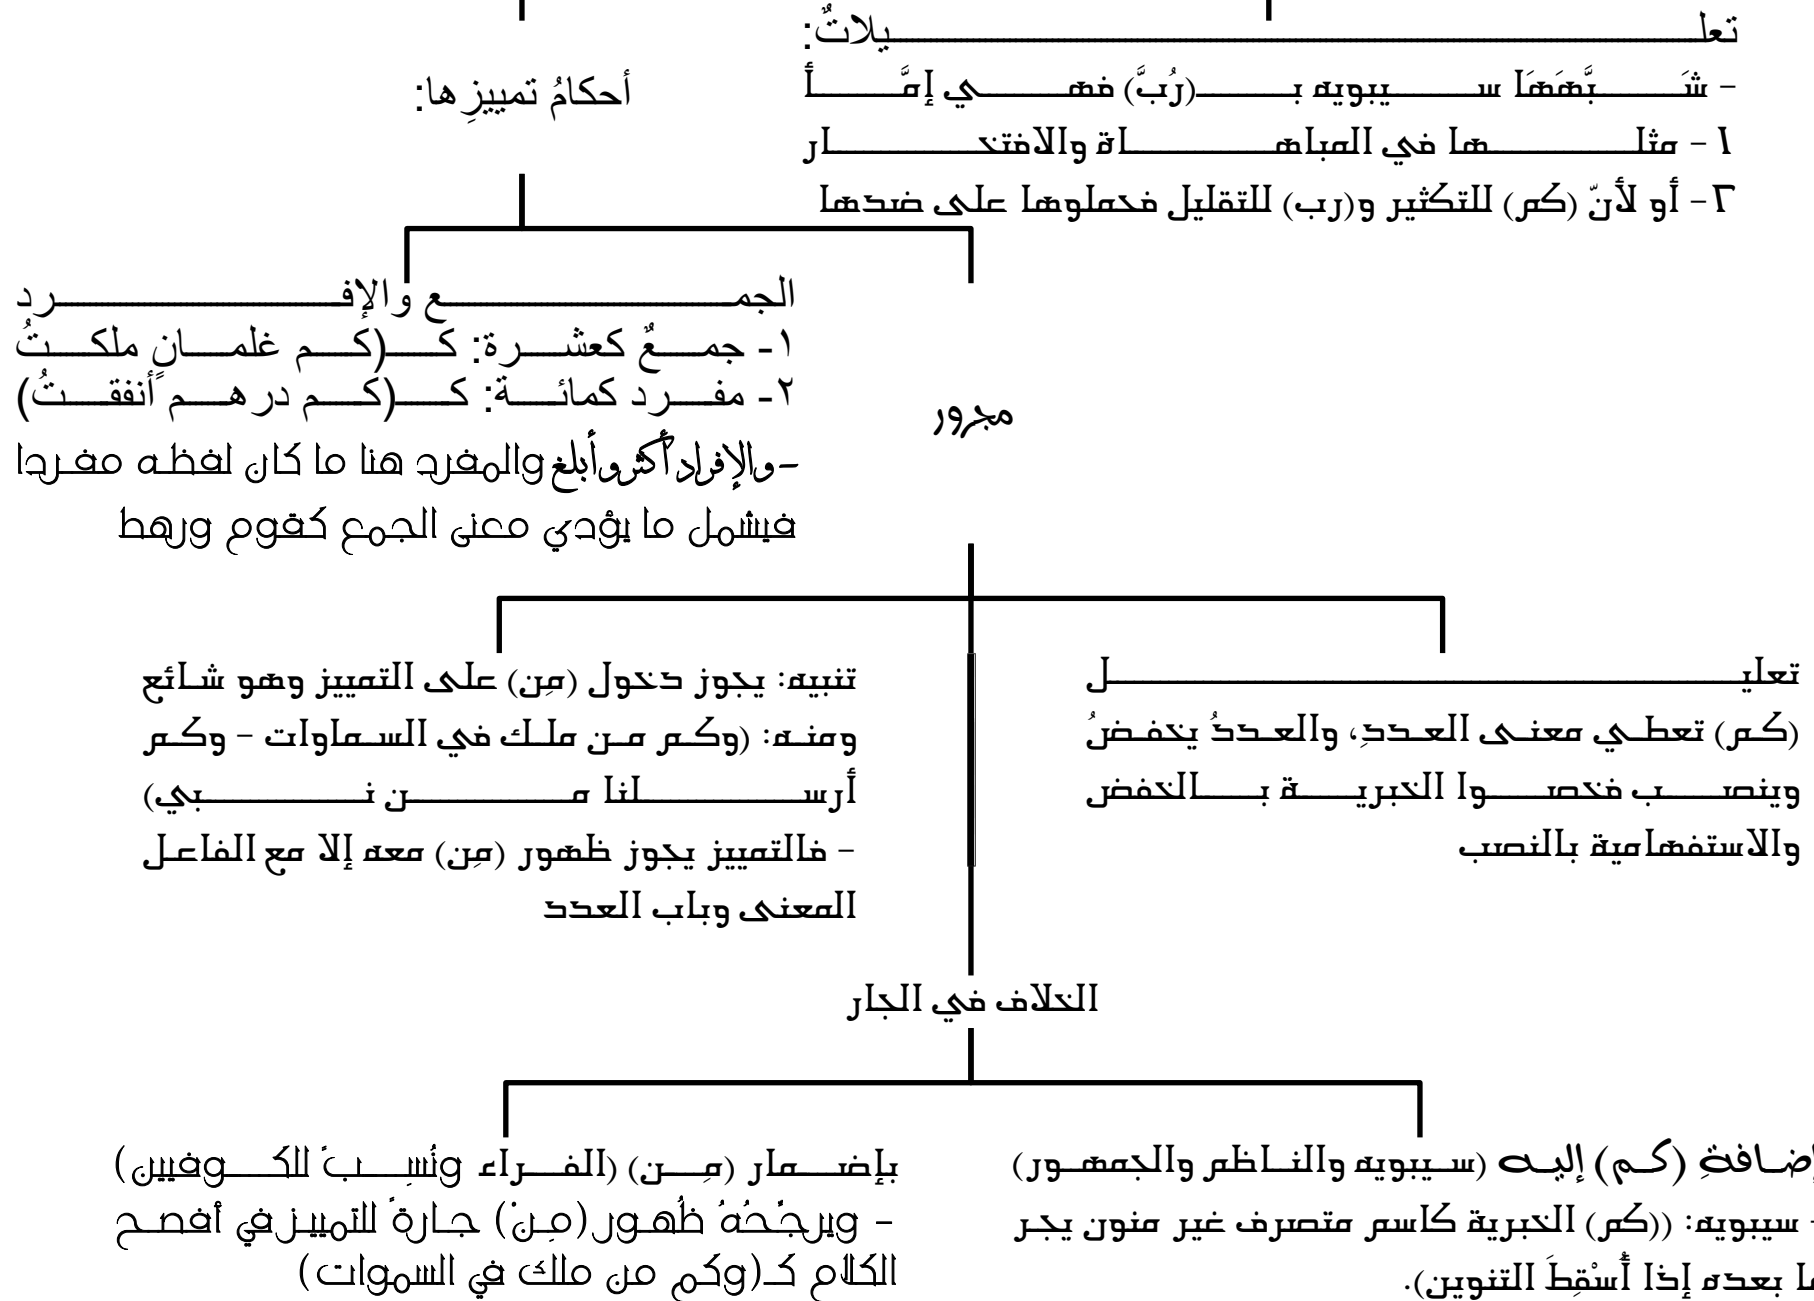 تعليلاتٌ:
- شَبَّهَهَا سيبويه بـ(رُبَّ) فهي إمَّا أ
١ - مثلها في المباهاة والافتخار
٢ - أو لأنّ (كم) للتكثير و(رب) للتقليل فحملوها على ضدها
أحكامُ تمييزِها:
الجمع والإفرد
١- جمعٌ كعشرة: كـ(كم غلمانٍ ملكتُ
٢- مفرد كمائة: كـ(كم درهمٍ أنفقتُ)
- والإفراد أكثر وأبلغ والمفرد هنا ما كان لفظه مفردا
فيشمل ما يؤدي معنى الجمع كقوم ورهط
مجرور
تعليل
(كم) تعطي معنى العددِ، والعددُ يخفضُ
وينصب فخصوا الخبرية بالخفض
والاستفهامية بالنصب
تنبيه: يجوز دخول (مِن) على التمييز وهو شائع
ومنه: (وكم من ملك في السماوات - وكم
أرسلنا من نبي)
- فالتمييز يجوز ظهور (مِن) معه إلا مع الفاعل
المعنى وباب العدد
الخلاف في الجار
إضافةِ (كم) إليه (سيبويه والناظم والجمهور)
- سيبويه: ((كم) الخبرية كاسم متصرف غير منون يجر
ما بعده إذا أُسْقِطَ التنوين).
بإضمار (مِن) (الفراء ونُسِبَ للكوفيين)
- ويرجِّحُهُ ظُهور (مِنْ) جارةً للتمييز في أفصح
الكلام كـ(وكم من ملك في السموات)